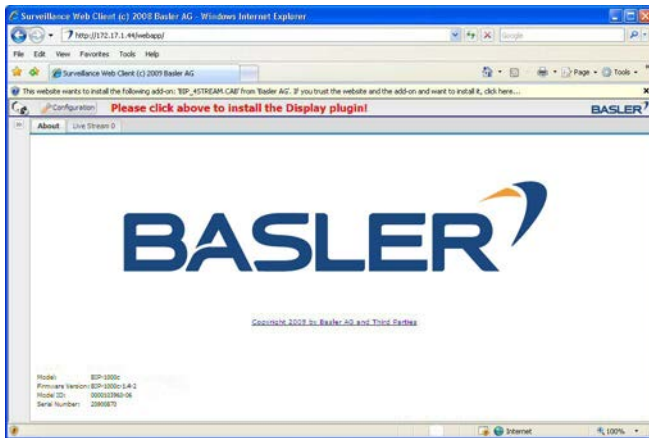 Surveillance Web Client (c) 2008 Basler AG - Windows Internet Explorer
http://172.17.1.44/webapp/
Google
File Edit View Favorites Tools Help
Surveillance Web Client (c) 2009 Basler AG
Page Tools
This website wants to install the following add-on: 'BIP_4STREAM.CAB' from 'Basler AG'. If you trust the website and the add-on and want to install it, click here...
Configuration Please click above to install the Display plugin! BASLER
About Live Stream 0
BASLER
Copyright 2009 by Basler AG and Third Parties
Model: BIP-1000c
Firmware Version: BIP-1000c-1.4-2
Model ID:
Serial Number:
Internet 100%